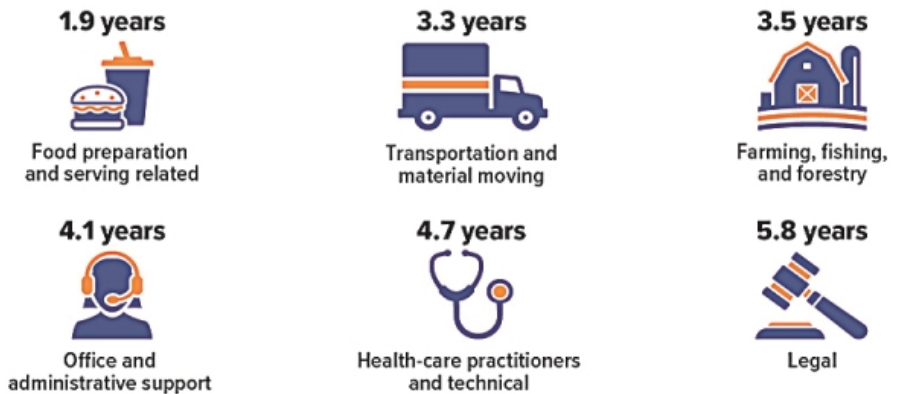 1.9 years
Food preparation
and serving related
3.3 years
Transportation and
material moving
3.5 years
Farming, fishing,
and forestry
4.1 years
Office and
administrative support
4.7 years
Health-care practitioners
and technical
5.8 years
Legal